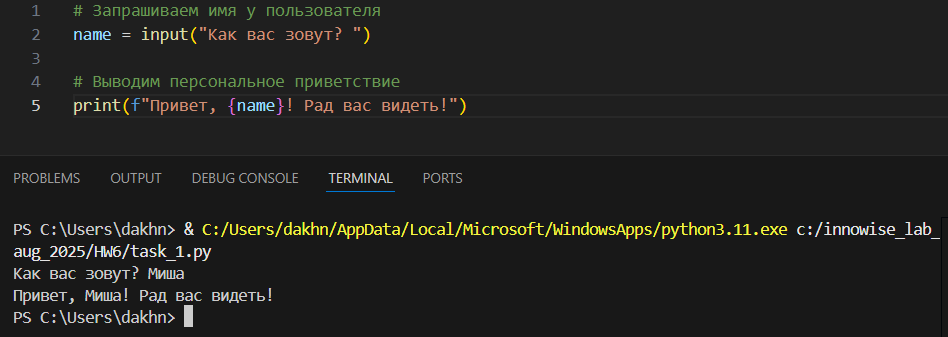 1 # Запрашиваем имя у пользователя
2 name = input("Как вас зовут? ")
3
4 # Выводим персональное приветствие
5 print(f"Привет, {name}! Рад вас видеть!")
PROBLEMS OUTPUT DEBUG CONSOLE TERMINAL PORTS
PS C:\Users\dakhn> & C:/Users/dakhn/AppData/Local/Microsoft/WindowsApps/python3.11.exe c:/innowise_lab_
aug_2025/HW6/task_1.py
Как вас зовут? Миша
Привет, Миша! Рад вас видеть!
PS C:\Users\dakhn>